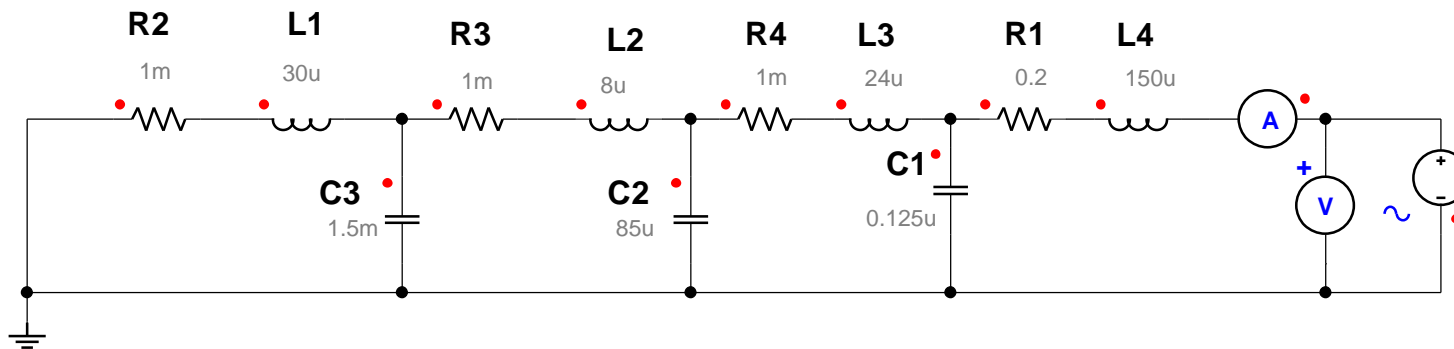 R2
L1
R3
L2
R4
L3
R1
L4
1m
30u
1m
8u
1m
24u
0.2
150u
A
C3
1.5m
C2
85u
C1
0.125u
+
V
+
−